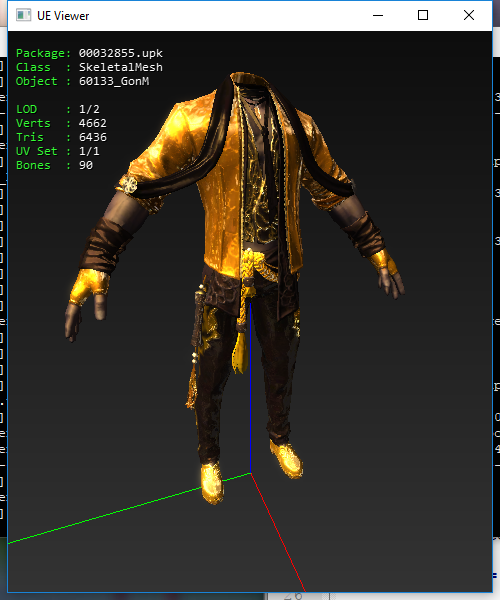 UE Viewer
Package: 00032855.upk
Class : SkeletalMesh
Object : 60133_GonM
LOD : 1/2
Verts : 4662
Tris : 6436
UV Set : 1/1
Bones : 90
26